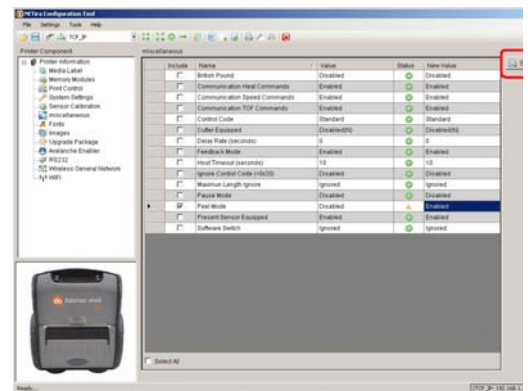 NETira Configuration Tool
File Settings Tools Help
TCP_IP
Printer Component
Printer Information
Media Label
Memory Modules
Print Control
System Settings
Sensor Calibration
miscellaneous
Fonts
Images
Upgrade Package
Avalanche Enabler
RS232
Wireless General Network
WIFI
miscellaneous
Include Name Value Status New Value
British Pound Disabled Disabled
Communication Heat Commands Enabled Enabled
Communication Speed Commands Enabled Enabled
Communication TOF Commands Enabled Enabled
Control Code Standard Standard
Cutter Equipped Disabled(N) Disabled(N)
Delay Rate (seconds) 0 0
Feedback Mode Enabled Enabled
Host Timeout (seconds) 10 10
Ignore Control Code (<0x20) Disabled Disabled
Maximum Length Ignore Ignored Ignored
Pause Mode Disabled Disabled
Peel Mode Disabled Enabled
Present Sensor Equipped Enabled Enabled
Software Switch Ignored Ignored
Select All
Ready...